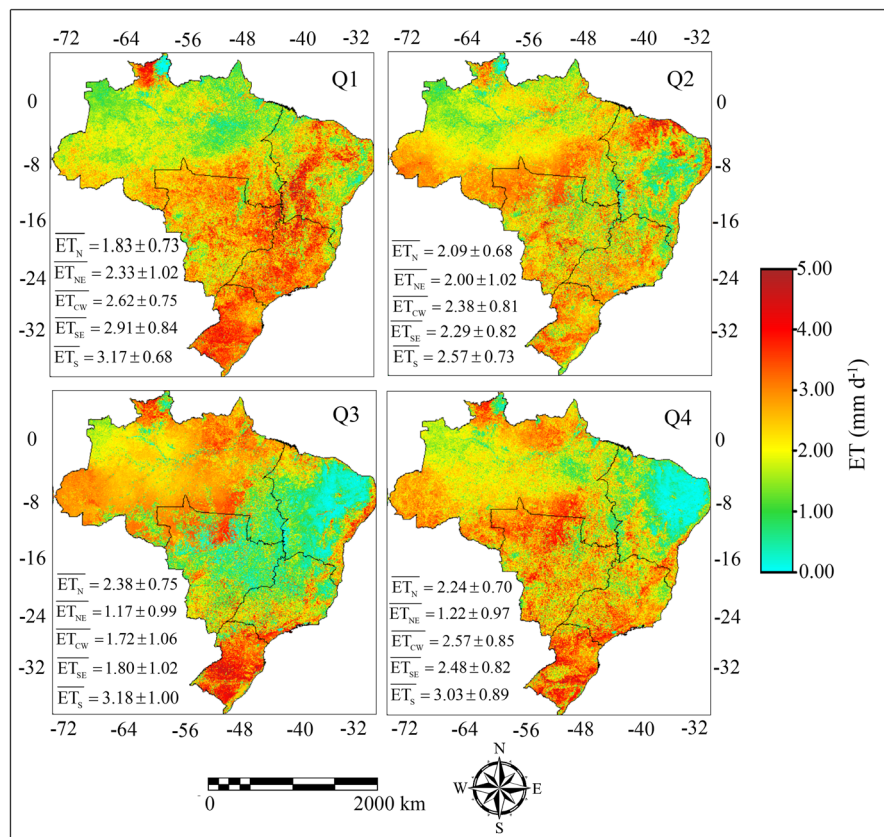 -72 -64 -56 -48 -40 -32
-72 -64 -56 -48 -40 -32
Q1
Q2
0
0
-8
-8
-16
-16
-24
-24
-32
-32
ET_N = 1.83 ± 0.73
ET_NE = 2.33 ± 1.02
ET_CW = 2.62 ± 0.75
ET_SE = 2.91 ± 0.84
ET_S = 3.17 ± 0.68
ET_N = 2.09 ± 0.68
ET_NE = 2.00 ± 1.02
ET_CW = 2.38 ± 0.81
ET_SE = 2.29 ± 0.82
ET_S = 2.57 ± 0.73
5.00
4.00
3.00
2.00
1.00
0.00
ET (mm d⁻¹)
Q3
Q4
0
0
-8
-8
-16
-16
-24
-24
-32
-32
ET_N = 2.38 ± 0.75
ET_NE = 1.17 ± 0.99
ET_CW = 1.72 ± 1.06
ET_SE = 1.80 ± 1.02
ET_S = 3.18 ± 1.00
ET_N = 2.24 ± 0.70
ET_NE = 1.22 ± 0.97
ET_CW = 2.57 ± 0.85
ET_SE = 2.48 ± 0.82
ET_S = 3.03 ± 0.89
-72 -64 -56 -48 -40 -32
-72 -64 -56 -48 -40 -32
0 2000 km
N
W E
S